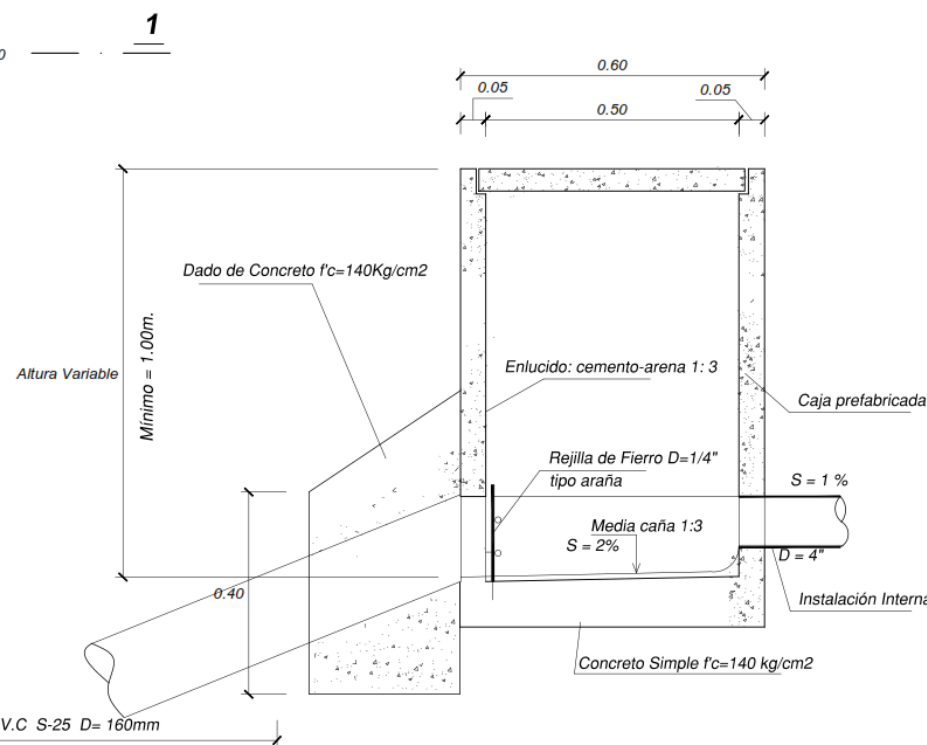 1
0
0.60
0.05
0.05
0.50
Dado de Concreto f'c=140Kg/cm2
Altura Variable
Mínimo = 1.00m.
Enlucido: cemento-arena 1: 3
Caja prefabricada
Rejilla de Fierro D=1/4"
tipo araña
S = 1 %
Media caña 1:3
S = 2%
D = 4"
0.40
Instalación Interna
Concreto Simple f'c=140 kg/cm2
V.C S-25 D= 160mm